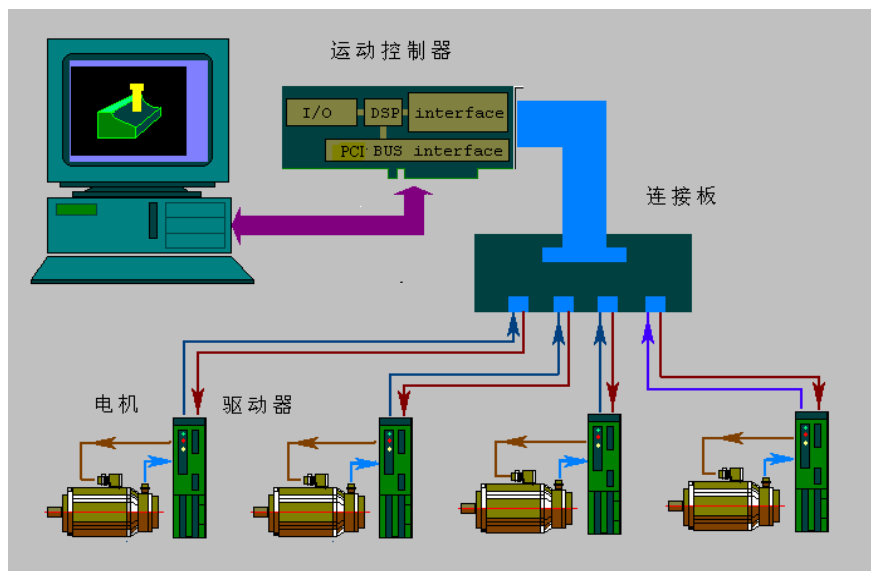 运动控制器
I/O
DSP
interface
PCI BUS interface
连接板
电机
驱动器